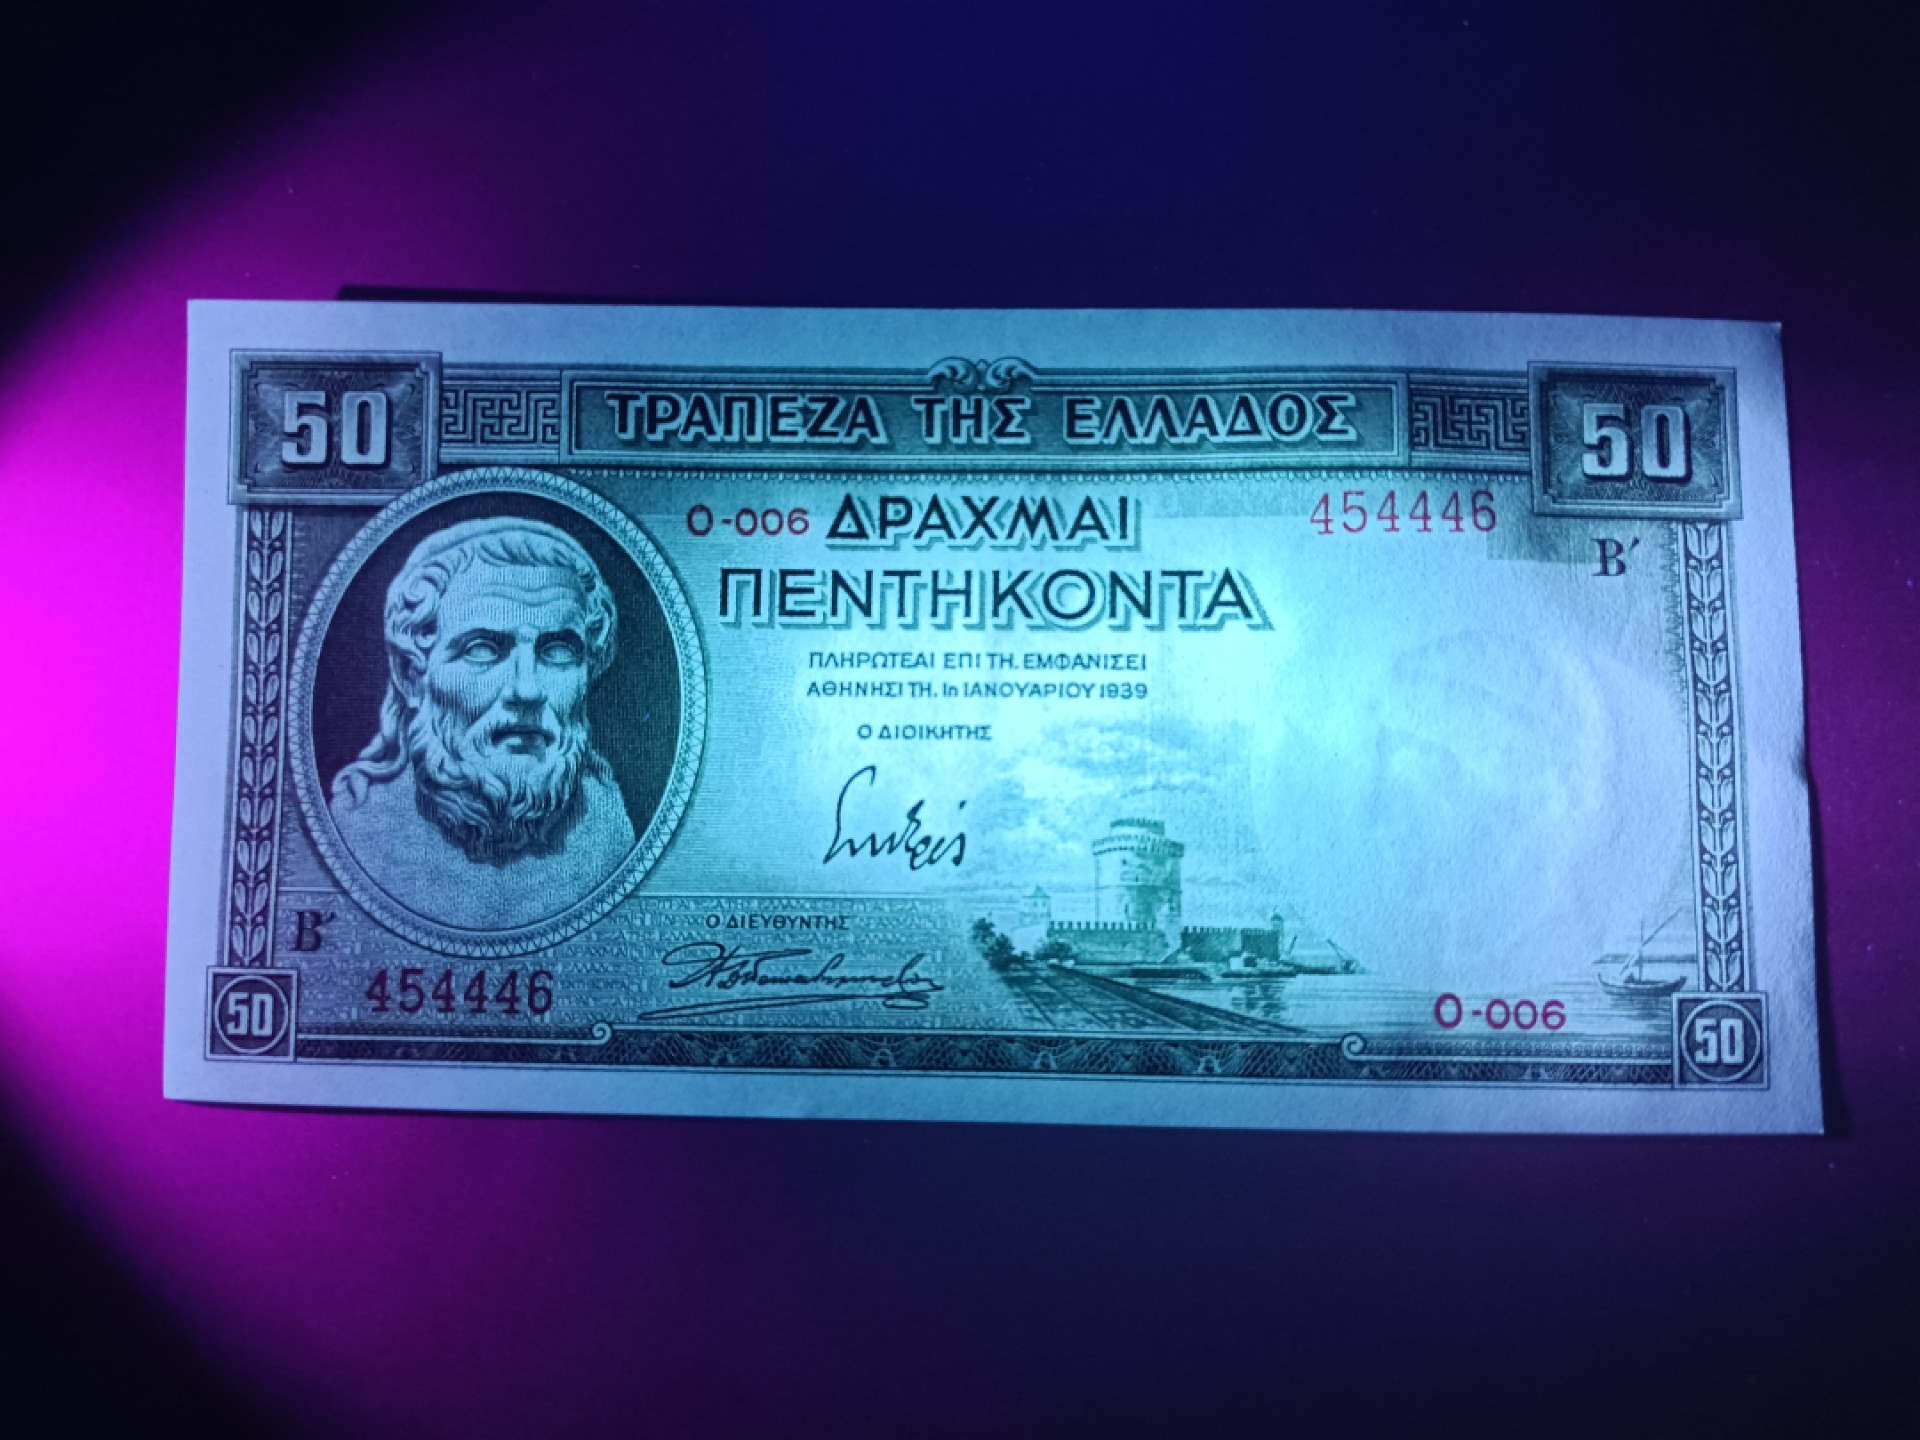 50 ΤΡΑΠΕΖΑ ΤΗΣ ΕΛΛΑΔΟΣ 50
Ο-006 ΔΡΑΧΜΑΙ 454446
ΠΕΝΤΗΚΟΝΤΑ Β′
ΠΛΗΡΩΤΕΑΙ ΕΠΙ ΤΗ. ΕΜΦΑΝΙΣΕΙ
ΑΘΗΝΗΣΙ ΤΗ. 1η ΙΑΝΟΥΑΡΙΟΥ 1939
Ο ΔΙΟΙΚΗΤΗΣ
Β′ Ο ΔΙΕΥΘΥΝΤΗΣ
454446 Ο-006
50 50